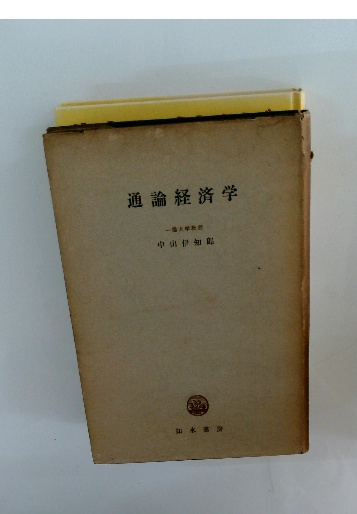 通論経済学
一橋大学教授
中山伊知郎